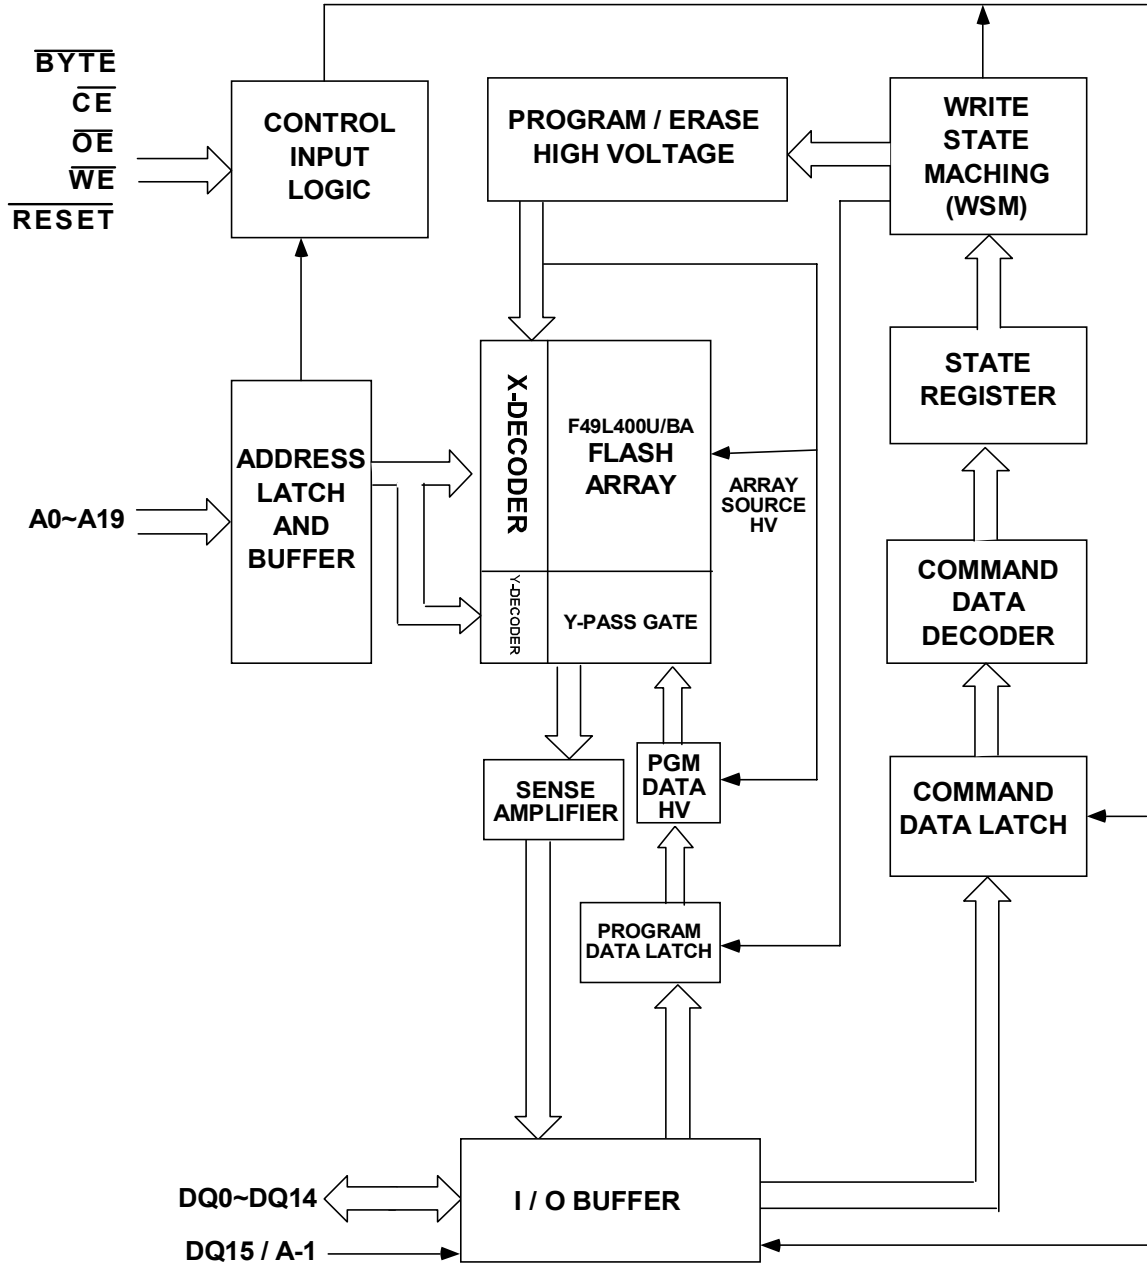 BYTE
CE
OE
WE
RESET
CONTROL
INPUT
LOGIC
PROGRAM / ERASE
HIGH VOLTAGE
WRITE
STATE
MACHING
(WSM)
STATE
REGISTER
X-DECODER
F49L400U/BA
FLASH
ARRAY
ARRAY
SOURCE
HV
ADDRESS
LATCH
AND
BUFFER
A0~A19
Y-DECODER
Y-PASS GATE
COMMAND
DATA
DECODER
SENSE
AMPLIFIER
PGM
DATA
HV
COMMAND
DATA LATCH
PROGRAM
DATA LATCH
DQ0~DQ14
I / O BUFFER
DQ15 / A-1